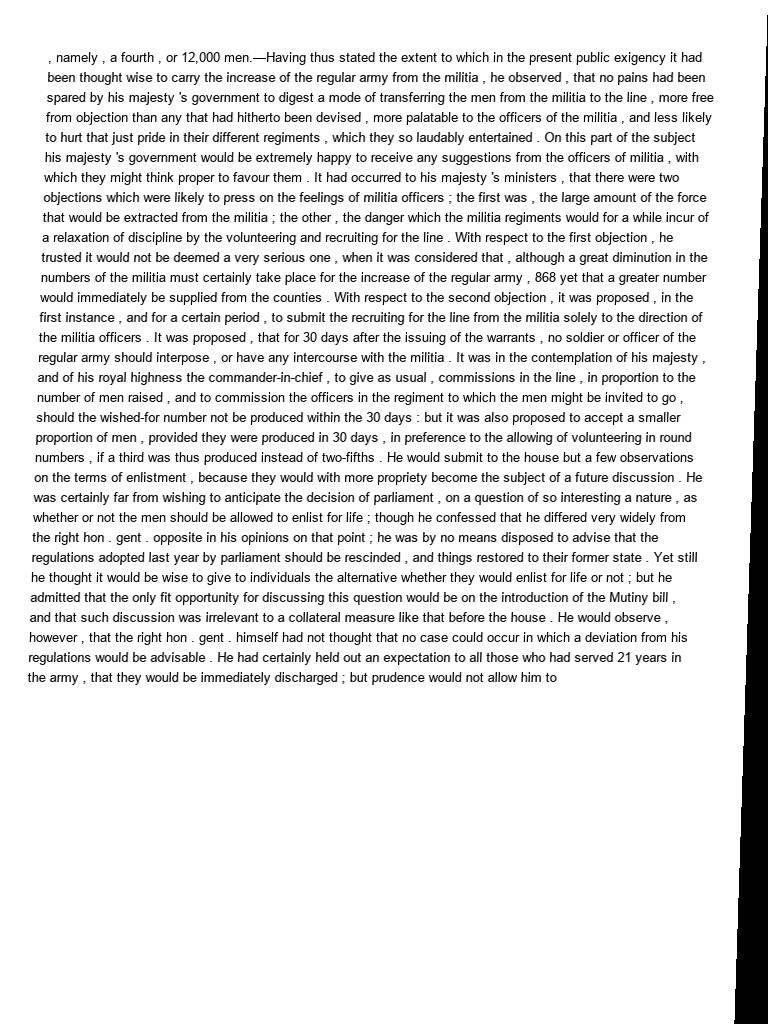 , namely , a fourth , or 12,000 men.—Having thus stated the extent to which in the present public exigency it had
been thought wise to carry the increase of the regular army from the militia , he observed , that no pains had been
spared by his majesty 's government to digest a mode of transferring the men from the militia to the line , more free
from objection than any that had hitherto been devised , more palatable to the officers of the militia , and less likely
to hurt that just pride in their different regiments , which they so laudably entertained . On this part of the subject
his majesty 's government would be extremely happy to receive any suggestions from the officers of militia , with
which they might think proper to favour them . It had occurred to his majesty 's ministers , that there were two
objections which were likely to press on the feelings of militia officers ; the first was , the large amount of the force
that would be extracted from the militia ; the other , the danger which the militia regiments would for a while incur of
a relaxation of discipline by the volunteering and recruiting for the line . With respect to the first objection , he
trusted it would not be deemed a very serious one , when it was considered that , although a great diminution in the
numbers of the militia must certainly take place for the increase of the regular army , 868 yet that a greater number
would immediately be supplied from the counties . With respect to the second objection , it was proposed , in the
first instance , and for a certain period , to submit the recruiting for the line from the militia solely to the direction of
the militia officers . It was proposed , that for 30 days after the issuing of the warrants , no soldier or officer of the
regular army should interpose , or have any intercourse with the militia . It was in the contemplation of his majesty ,
and of his royal highness the commander-in-chief , to give as usual , commissions in the line , in proportion to the
number of men raised , and to commission the officers in the regiment to which the men might be invited to go ,
should the wished-for number not be produced within the 30 days : but it was also proposed to accept a smaller
proportion of men , provided they were produced in 30 days , in preference to the allowing of volunteering in round
numbers , if a third was thus produced instead of two-fifths . He would submit to the house but a few observations
on the terms of enlistment , because they would with more propriety become the subject of a future discussion . He
was certainly far from wishing to anticipate the decision of parliament , on a question of so interesting a nature , as
whether or not the men should be allowed to enlist for life ; though he confessed that he differed very widely from
the right hon . gent . opposite in his opinions on that point ; he was by no means disposed to advise that the
regulations adopted last year by parliament should be rescinded , and things restored to their former state . Yet still
he thought it would be wise to give to individuals the alternative whether they would enlist for life or not ; but he
admitted that the only fit opportunity for discussing this question would be on the introduction of the Mutiny bill ,
and that such discussion was irrelevant to a collateral measure like that before the house . He would observe ,
however , that the right hon . gent . himself had not thought that no case could occur in which a deviation from his
regulations would be advisable . He had certainly held out an expectation to all those who had served 21 years in
the army , that they would be immediately discharged ; but prudence would not allow him to